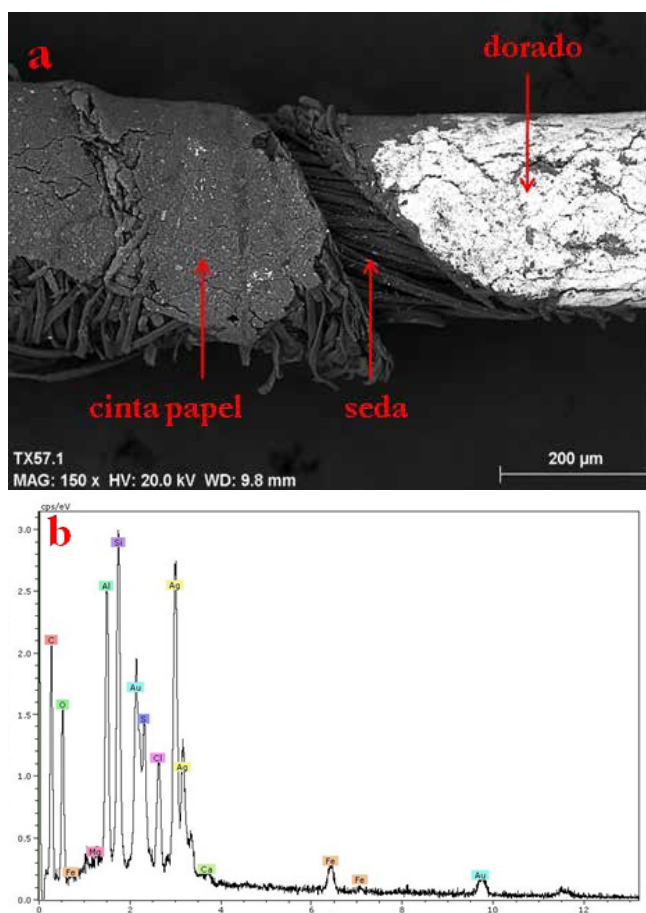 a
dorado
cinta papel
seda
TX57.1
MAG: 150 x HV: 20.0 kV WD: 9.8 mm
200 µm
cps/eV
b
3.0
2.5
2.0
1.5
1.0
0.5
0.0
C
O
Fe
Mg
Al
Si
Au
S
Cl
Ag
Ag
Ca
Fe
Fe
Au
0 2 4 6 8 10 12